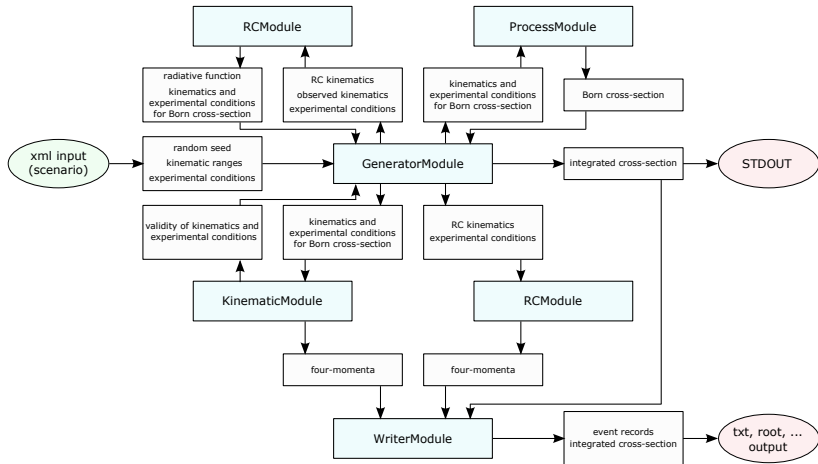 RCModule
ProcessModule
radiative function
kinematics and
experimental conditions
for Born cross-section
RC kinematics
observed kinematics
experimental conditions
kinematics and
experimental conditions
for Born cross-section
Born cross-section
xml input
(scenario)
random seed
kinematic ranges
experimental conditions
GeneratorModule
integrated cross-section
STDOUT
validity of kinematics and
experimental conditions
kinematics and
experimental conditions
for Born cross-section
RC kinematics
experimental conditions
KinematicModule
RCModule
four-momenta
four-momenta
WriterModule
event records
integrated cross-section
txt, root, ...
output